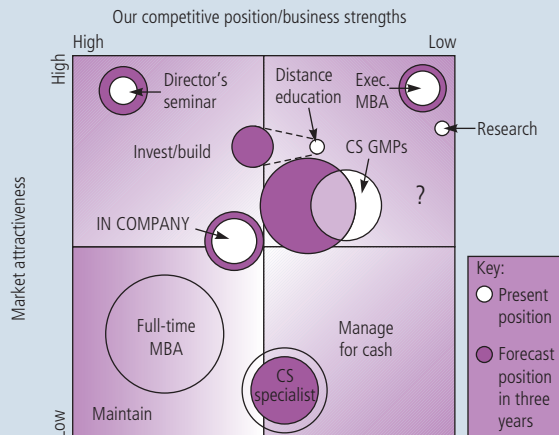 Our competitive position/business strengths
High
Low
High
Director's
seminar
Distance
education
Exec.
MBA
Research
Invest/build
CS GMPs
?
IN COMPANY
Market attractiveness
Key:
Present
position
Forecast
position
in three
years
Full-time
MBA
Manage
for cash
CS
specialist
Maintain
Low